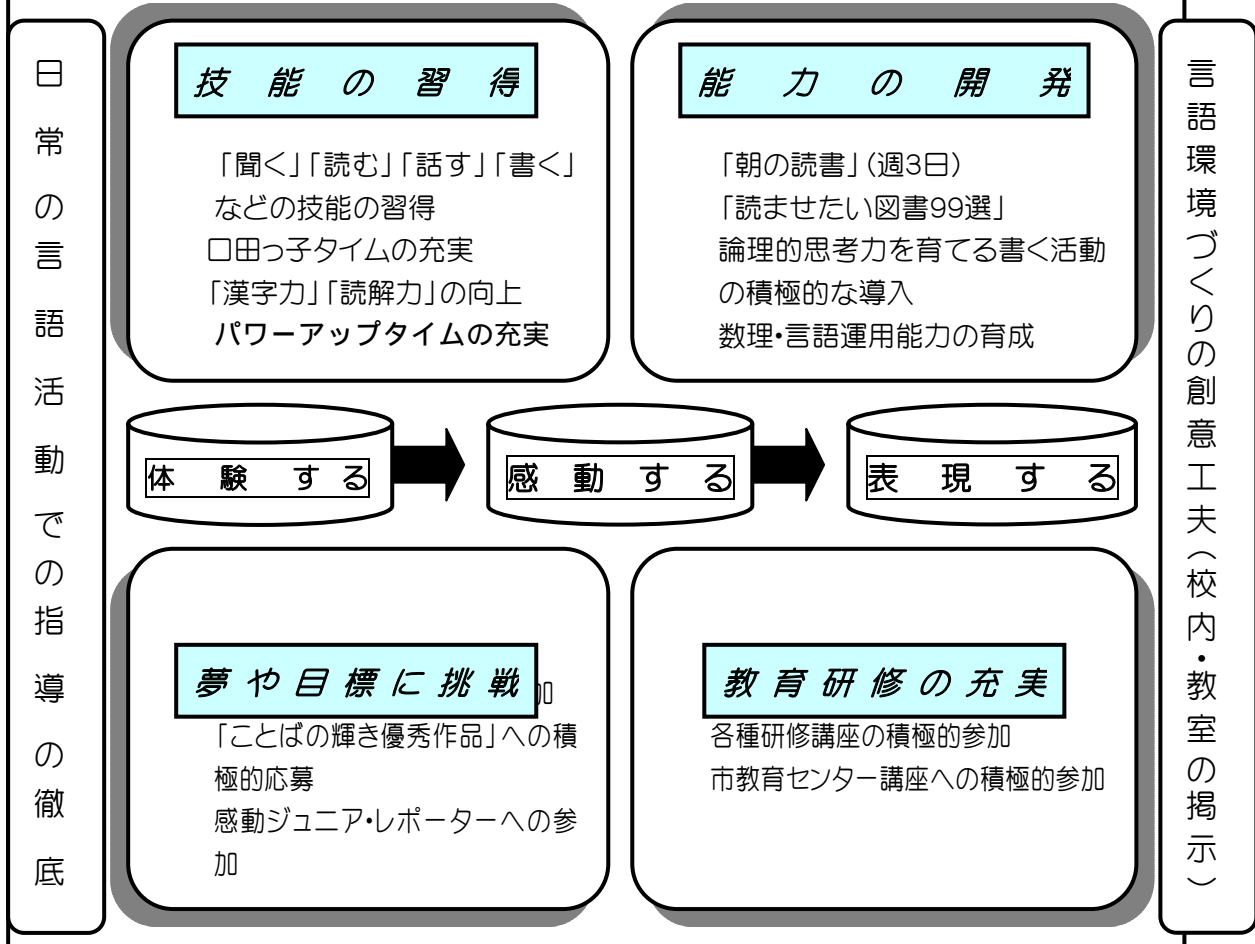 日常の言語活動での指導の徹底
技能の習得
「聞く」「読む」「話す」「書く」
などの技能の習得
口田っ子タイムの充実
「漢字力」「読解力」の向上
パワーアップタイムの充実
能力の開発
「朝の読書」(週3日)
「読ませたい図書99選」
論理的思考力を育てる書く活動
の積極的な導入
数理・言語運用能力の育成
体験する
感動する
表現する
夢や目標に挑戦
「ことばの輝き優秀作品」への積
極的応募
感動ジュニア・レポーターへの参
加
教育研修の充実
各種研修講座の積極的参加
市教育センター講座への積極的参加
言語環境づくりの創意工夫(校内・教室の掲示)